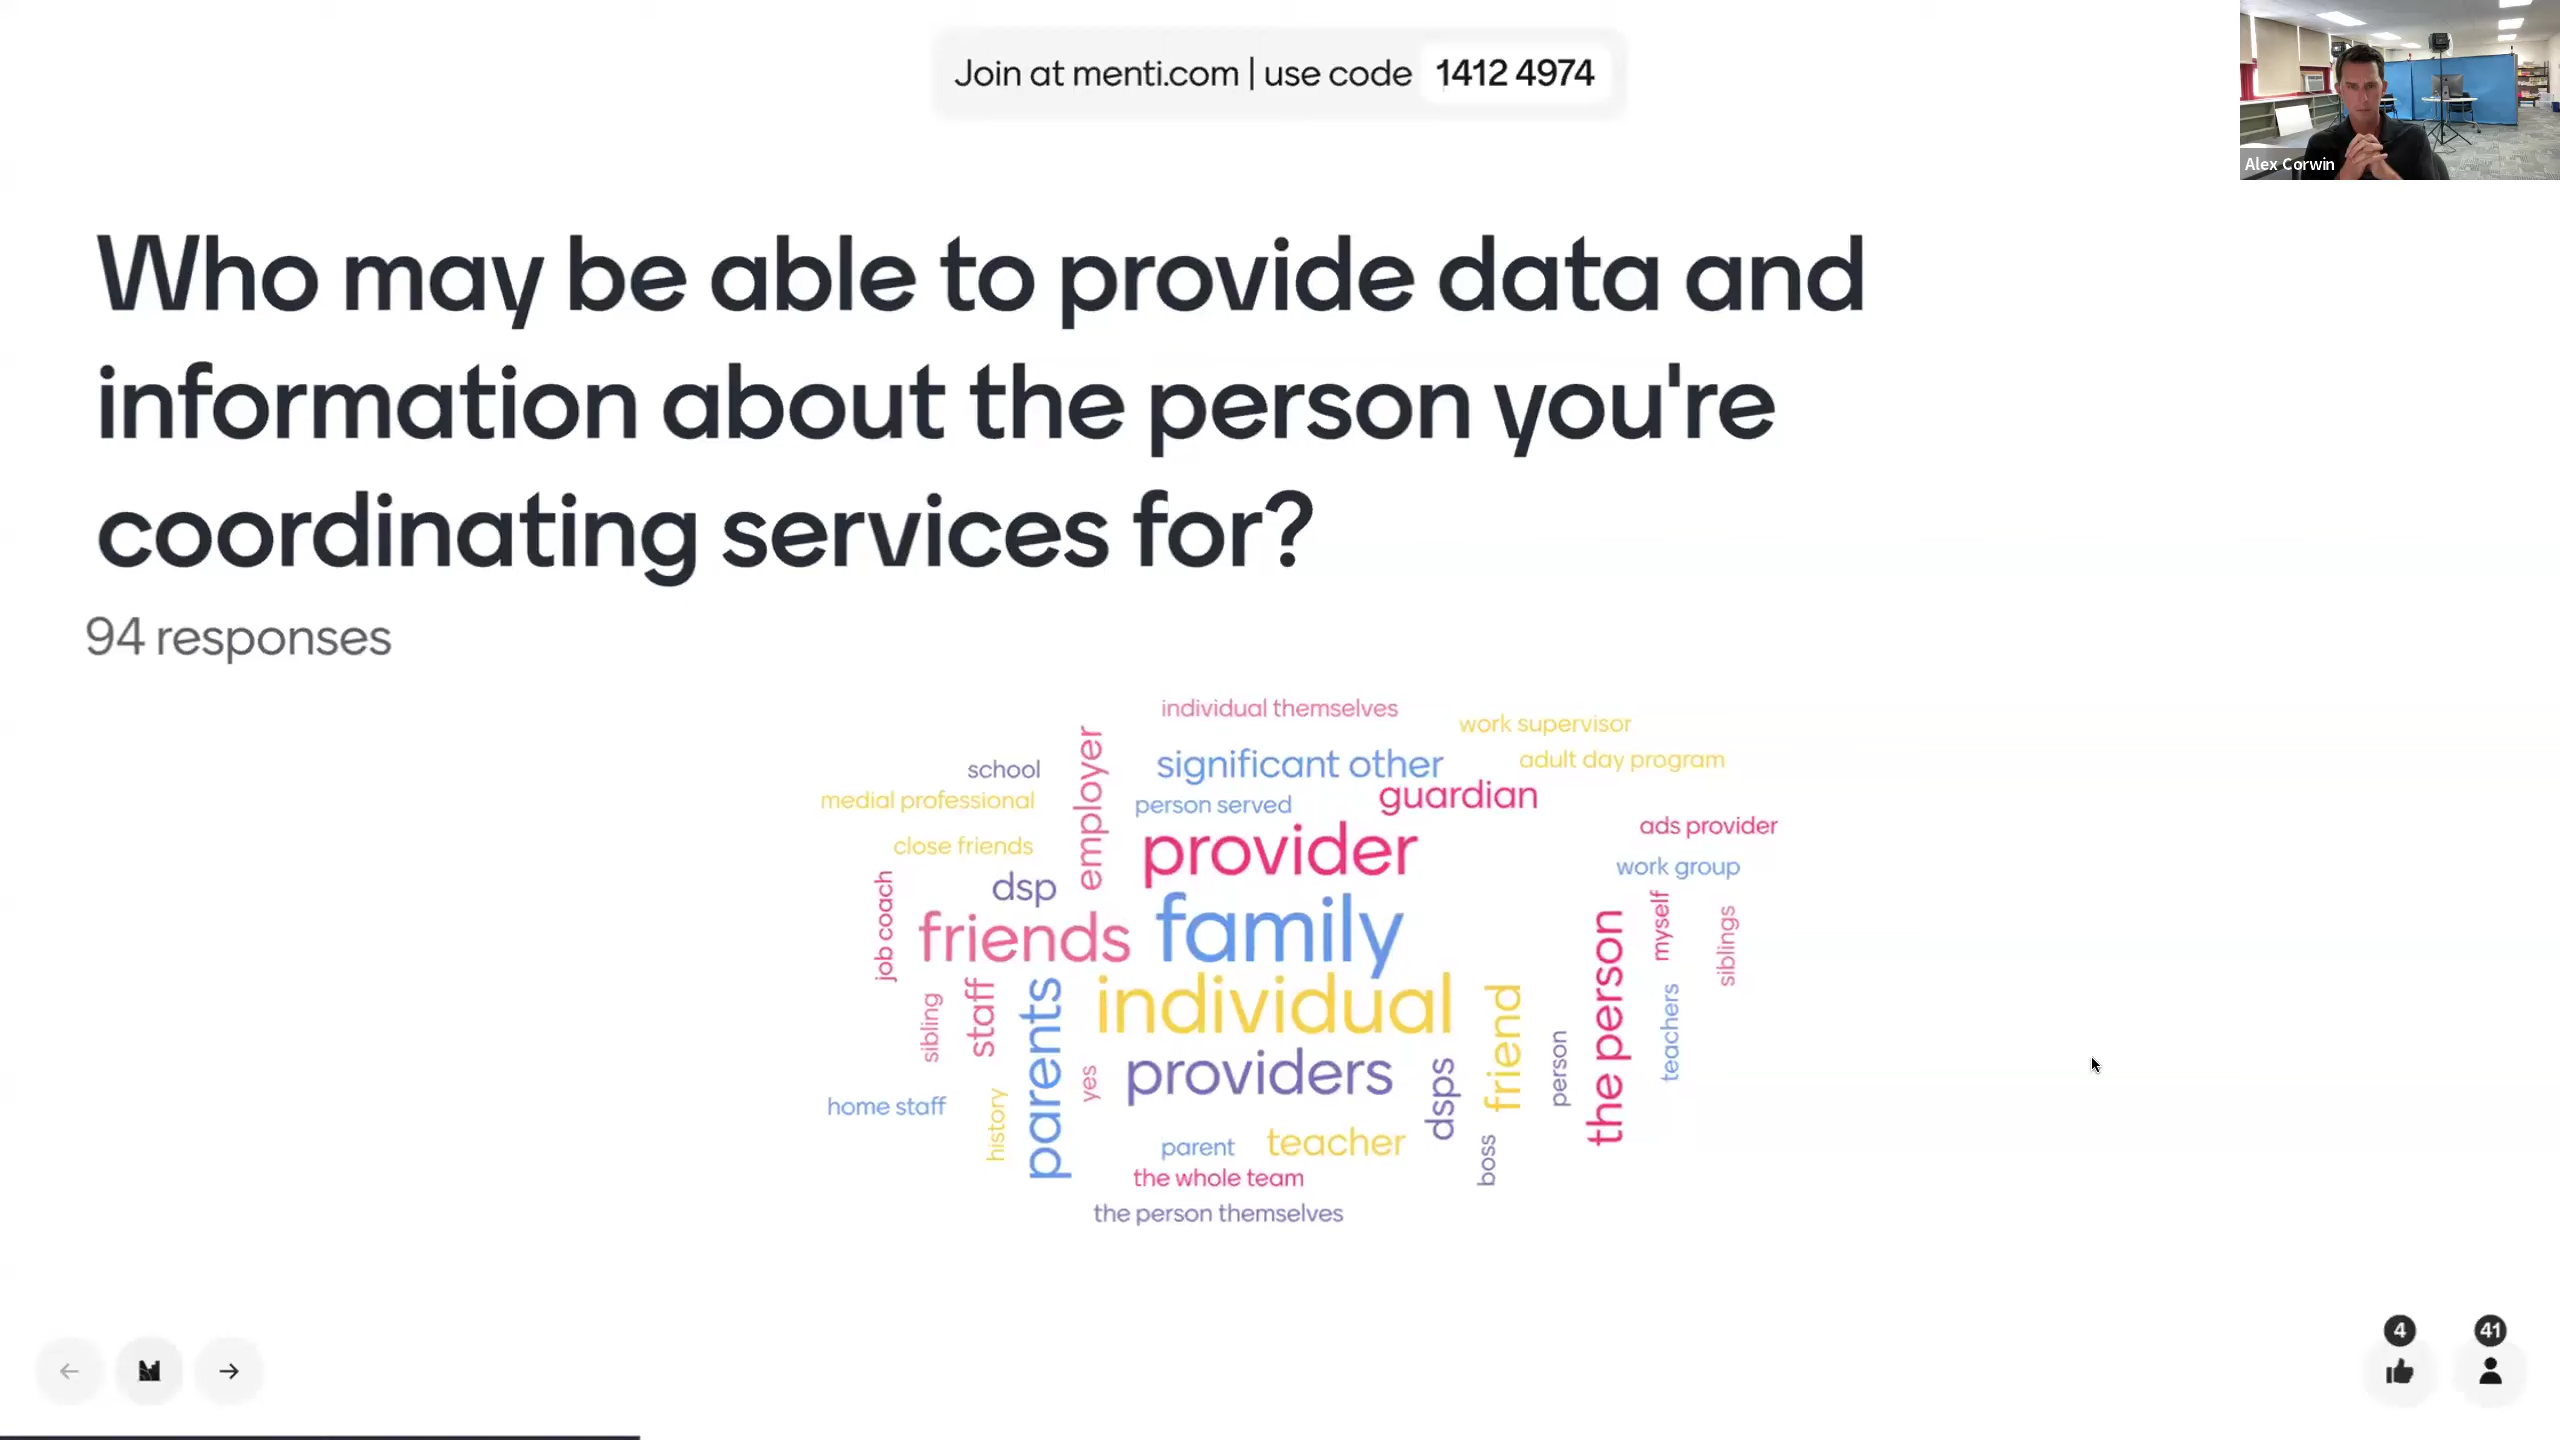 Join at menti.com | use code 1412 4974
Alex Corwin
Who may be able to provide data and
information about the person you're
coordinating services for?
94 responses
individual themselves
work supervisor
employer
significant other
adult day program
school
medial professional
person served
guardian
close friends
provider
ads provider
work group
job coach
dsp
friends
family
the person
myself
siblings
sibling
staff
parents
individual
friend
person
teachers
yes
providers
dsps
home staff
history
parent
teacher
boss
the whole team
the person themselves
4
41